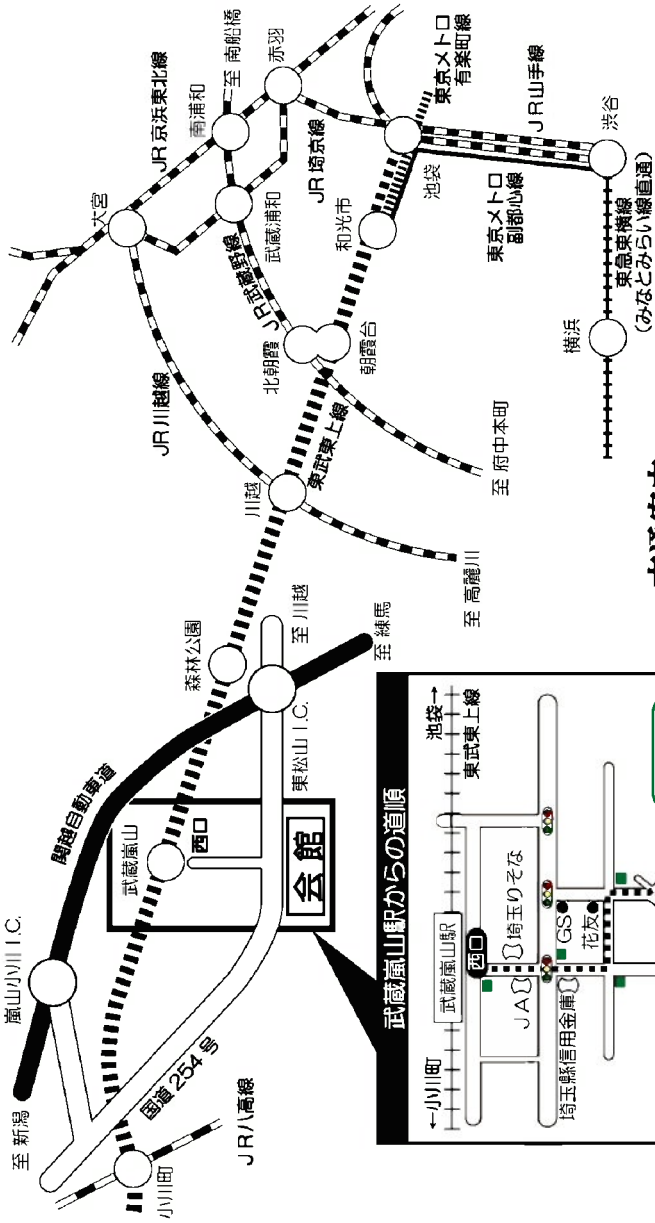 至 新潟
嵐山小川 I.C.
関越自動車道
国道 254 号
小川町
JR八高線
武蔵嵐山
西口
会館
森林公園
東松山 I.C.
至 川越
至 練馬
川越
JR川越線
東武東上線
至 高麗川
大宮
JR京浜東北線
南浦和
至 南船橋
赤羽
武蔵浦和
JR埼京線
JR武蔵野線
北朝霞
朝霞台
至 府中本町
和光市
池袋
東京メトロ
有楽町線
JR山手線
東京メトロ
副都心線
渋谷
東急東横線
(みなとみらい線直通)
横浜
武蔵嵐山駅からの道順
←小川町
池袋→
東武東上線
武蔵嵐山駅
西口
JA
埼玉りそな
埼玉縣信用金庫
GS
花友